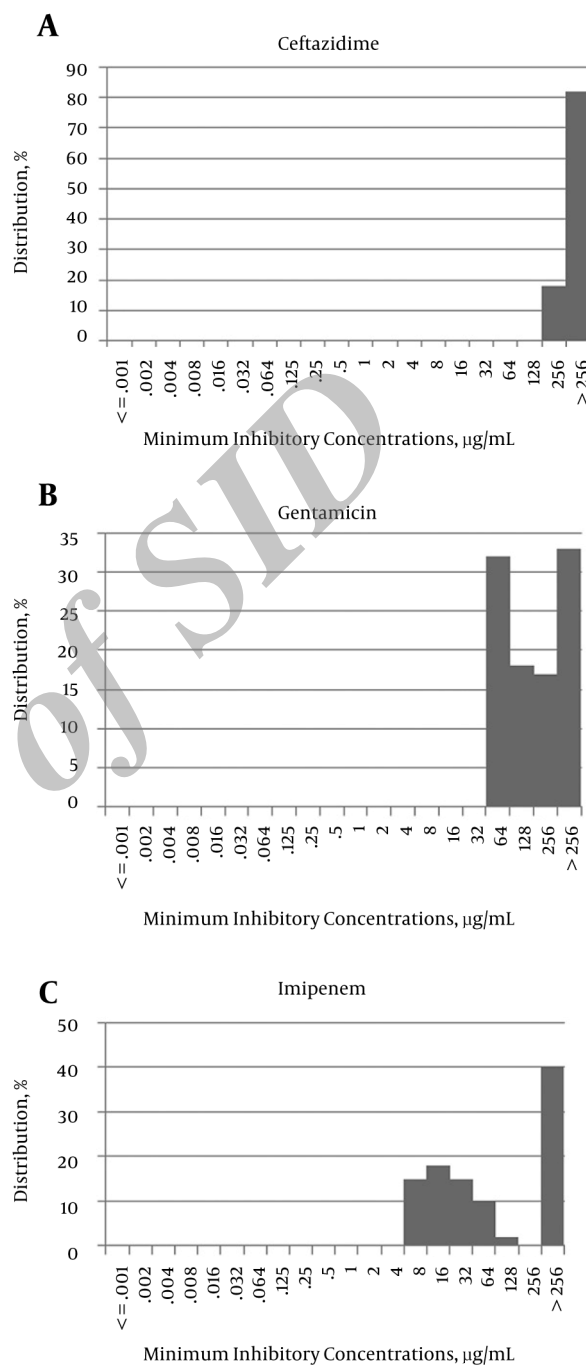 A
Ceftazidime
Distribution, %
90
80
70
60
50
40
30
20
10
0
<=.001 .002 .004 .008 .016 .032 .064 .125 .25 .5 1 2 4 8 16 32 64 128 256 > 256
Minimum Inhibitory Concentrations, μg/mL
B
Gentamicin
Distribution, %
35
30
25
20
15
10
5
0
<=.001 .002 .004 .008 .016 .032 .064 .125 .25 .5 1 2 4 8 16 32 64 128 256 > 256
Minimum Inhibitory Concentrations, μg/mL
C
Imipenem
Distribution, %
50
40
30
20
10
0
<=.001 .002 .004 .008 .016 .032 .064 .125 .25 .5 1 2 4 8 16 32 64 128 256 > 256
Minimum Inhibitory Concentrations, μg/mL
of SID